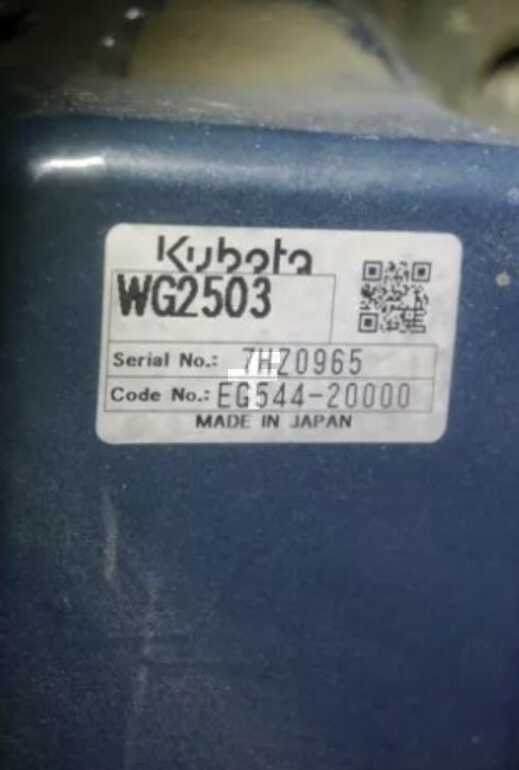 Kubota
WG2503
Serial No.: 7HZ0965
Code No.: EG544-20000
MADE IN JAPAN